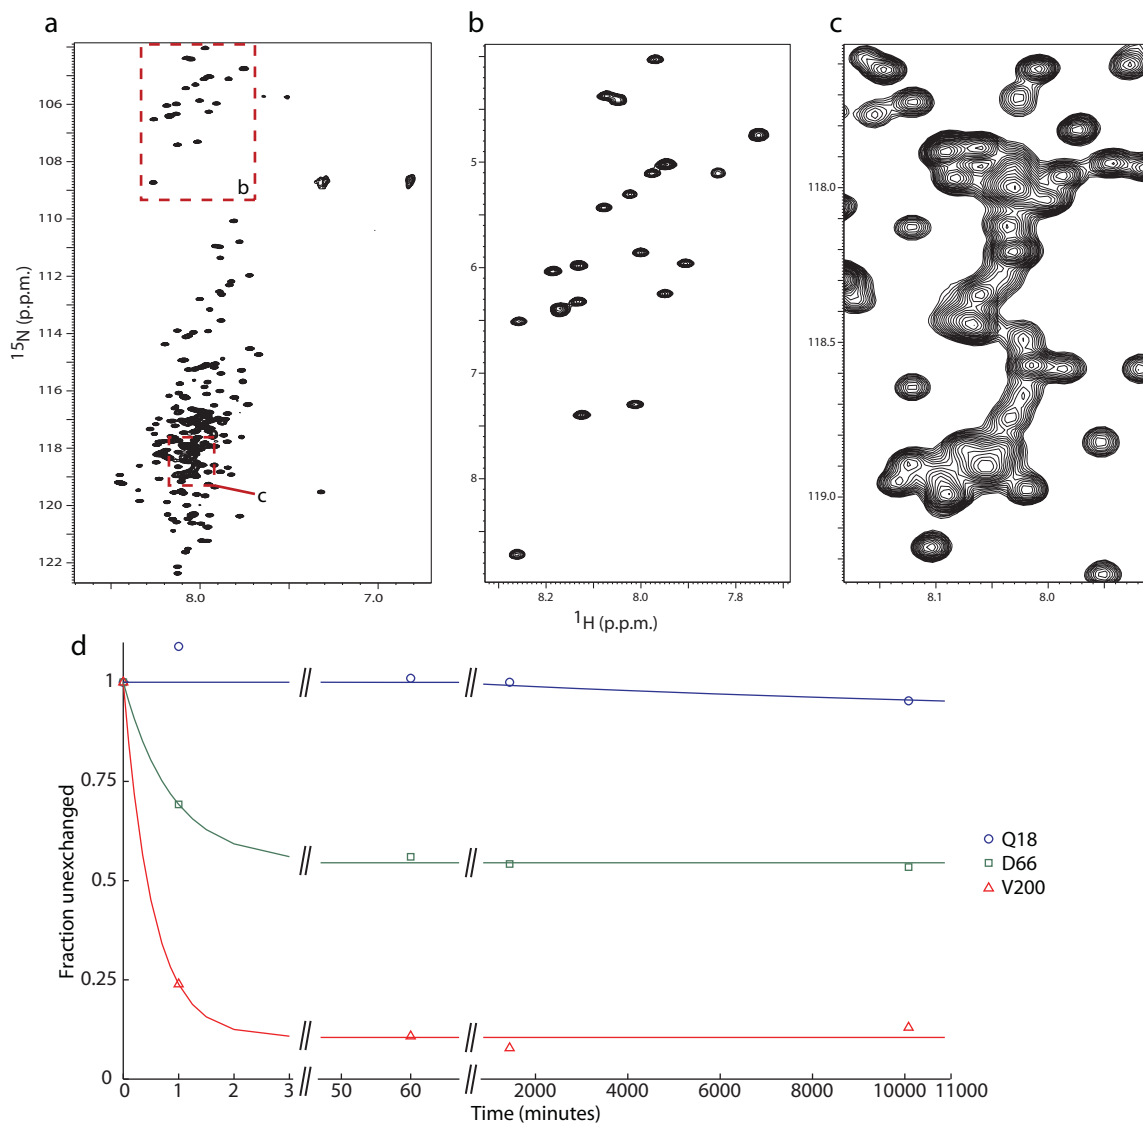 a
b
c
106
108
110
112
114
116
118
120
122
8.0
7.0
b
c
15N (p.p.m.)
5
6
7
8
8.2
8.0
7.8
1H (p.p.m.)
118.0
118.5
119.0
8.1
8.0
d
1
0.75
0.5
0.25
0
Fraction unexchanged
0 1 2 3 50 60 2000 4000 6000 8000 10000 11000
Time (minutes)
Q18
D66
V200